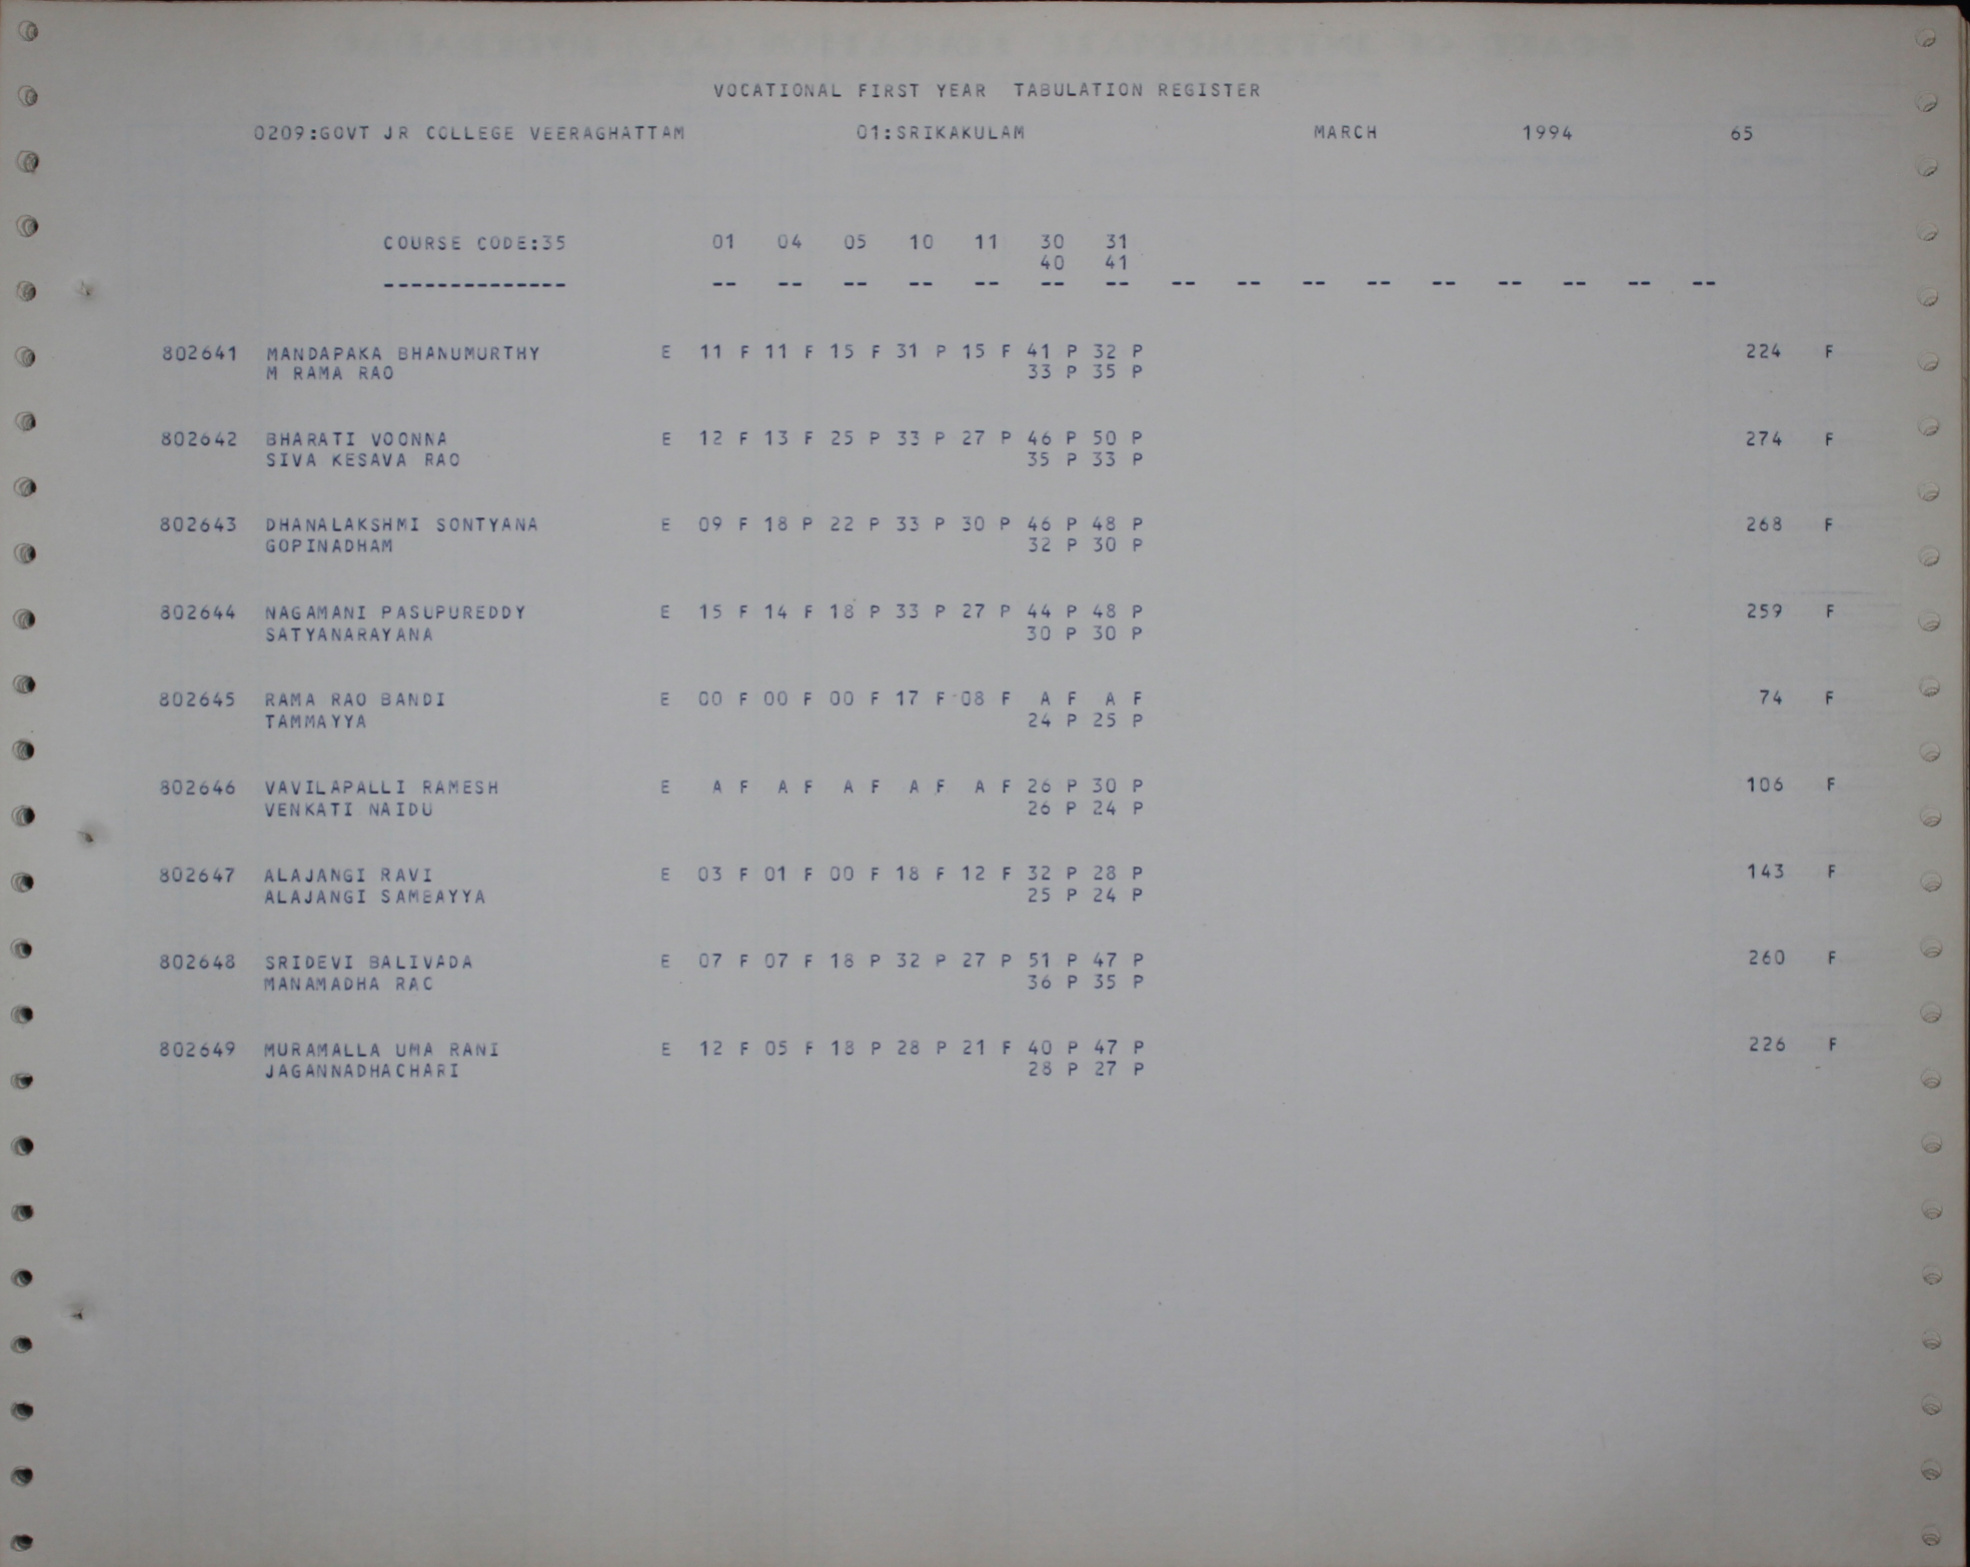 VOCATIONAL FIRST YEAR TABULATION REGISTER
0209:GOVT JR COLLEGE VEERAGHATTAM 01:SRIKAKULAM MARCH 1994 65
COURSE CODE:35 01 04 05 10 11 30 31
40 41
-------------- -- -- -- -- -- -- -- -- -- -- -- -- -- -- -- --
802641 MANDAPAKA BHANUMURTHY E 11 F 11 F 15 F 31 P 15 F 41 P 32 P 224 F
M RAMA RAO 33 P 35 P
802642 BHARATI VOONNA E 12 F 13 F 25 P 33 P 27 P 46 P 50 P 274 F
SIVA KESAVA RAO 35 P 33 P
802643 DHANALAKSHMI SONTYANA E 09 F 18 P 22 P 33 P 30 P 46 P 48 P 268 F
GOPINADHAM 32 P 30 P
802644 NAGAMANI PASUPUREDDY E 15 F 14 F 18 P 33 P 27 P 44 P 48 P 259 F
SATYANARAYANA 30 P 30 P
802645 RAMA RAO BANDI E 00 F 00 F 00 F 17 F 08 F A F A F 74 F
TAMMAYYA 24 P 25 P
802646 VAVILAPALLI RAMESH E A F A F A F A F A F 26 P 30 P 106 F
VENKATI NAIDU 26 P 24 P
802647 ALAJANGI RAVI E 03 F 01 F 00 F 18 F 12 F 32 P 28 P 143 F
ALAJANGI SAMBAYYA 25 P 24 P
802648 SRIDEVI BALIVADA E 07 F 07 F 18 P 32 P 27 P 51 P 47 P 260 F
MANAMADHA RAO 36 P 35 P
802649 MURAMALLA UMA RANI E 12 F 05 F 18 P 28 P 21 F 40 P 47 P 226 F
JAGANNADHACHARI 28 P 27 P